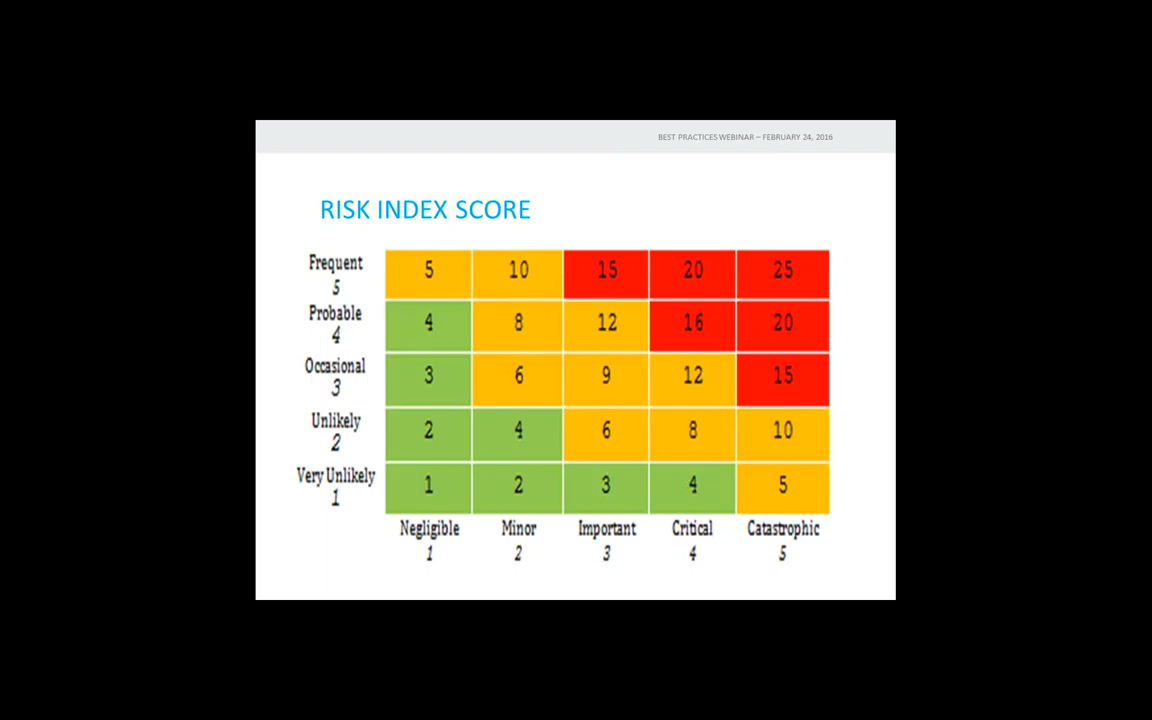 BEST PRACTICES WEBINAR – FEBRUARY 24, 2016
RISK INDEX SCORE
Frequent
5
5 10 15 20 25
Probable
4
4 8 12 16 20
Occasional
3
3 6 9 12 15
Unlikely
2
2 4 6 8 10
Very Unlikely
1
1 2 3 4 5
Negligible Minor Important Critical Catastrophic
1 2 3 4 5